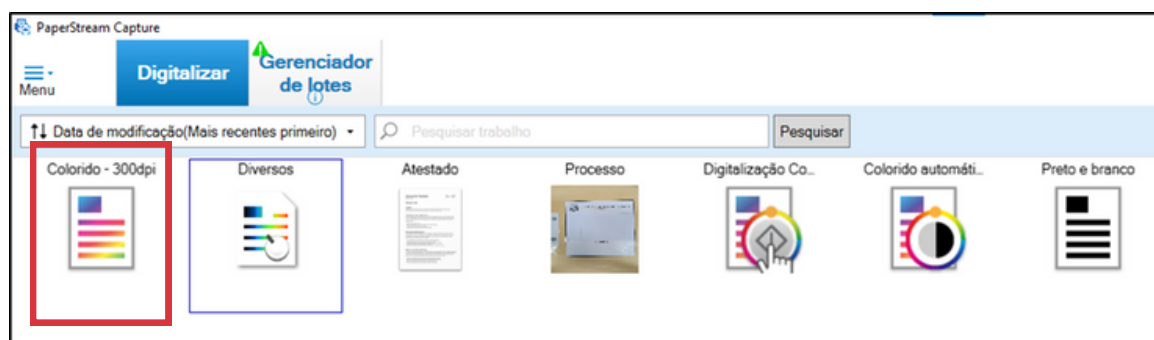 PaperStream Capture
Menu
Digitalizar
Gerenciador
de lotes
Data de modificação(Mais recentes primeiro)
Pesquisar trabalho
Pesquisar
Colorido - 300dpi
Diversos
Atestado
Processo
Digitalização Co...
Colorido automáti...
Preto e branco